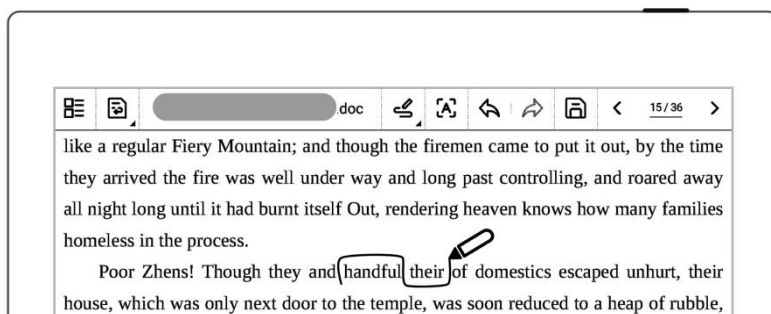 .doc 15/36
like a regular Fiery Mountain; and though the firemen came to put it out, by the time
they arrived the fire was well under way and long past controlling, and roared away
all night long until it had burnt itself Out, rendering heaven knows how many families
homeless in the process.
Poor Zhens! Though they and handful their of domestics escaped unhurt, their
house, which was only next door to the temple, was soon reduced to a heap of rubble,